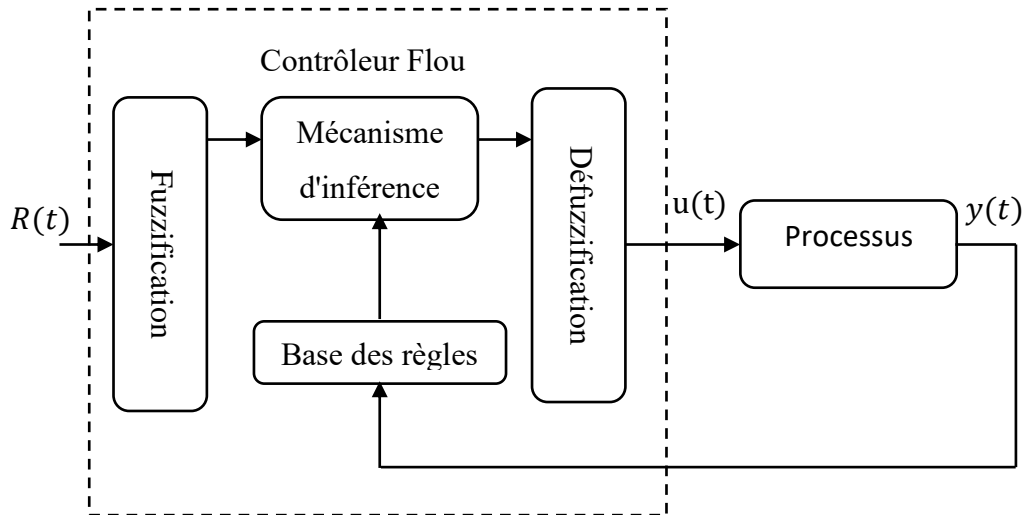 Contrôleur Flou
R(t)
Fuzzification
Mécanisme
d'inférence
Base des règles
Défuzzification
u(t)
Processus
y(t)